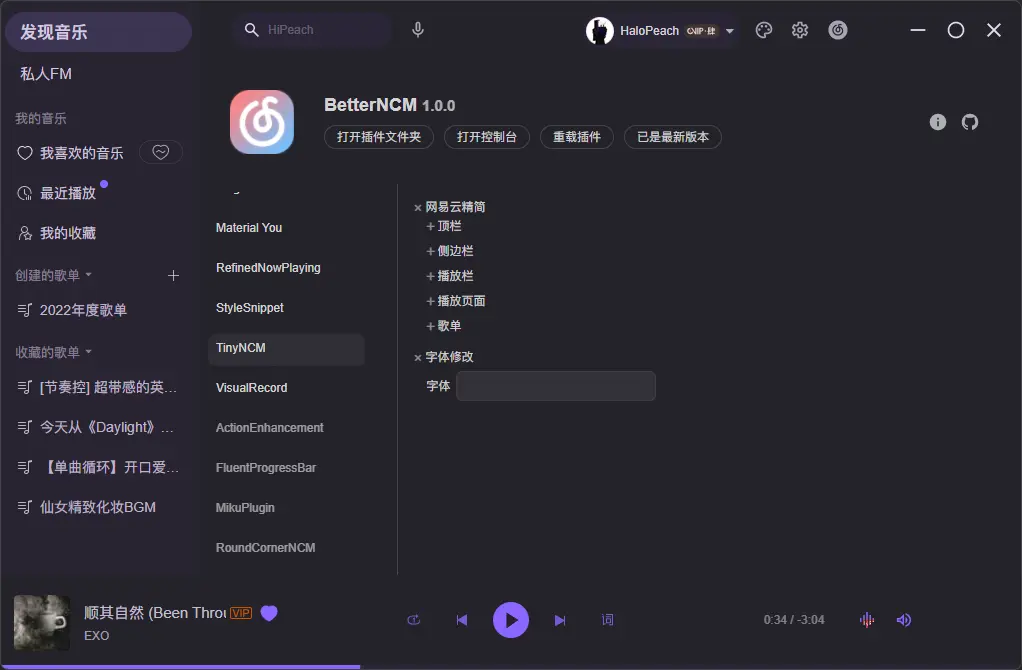 发现音乐
私人FM
我的音乐
我喜欢的音乐
最近播放
我的收藏
创建的歌单
2022年度歌单
收藏的歌单
[节奏控] 超带感的英...
今天从《Daylight》...
【单曲循环】开口爱...
仙女精致化妆BGM
HiPeach
HaloPeach
BetterNCM 1.0.0
打开插件文件夹
打开控制台
重载插件
已是最新版本
Material You
RefinedNowPlaying
StyleSnippet
TinyNCM
VisualRecord
ActionEnhancement
FluentProgressBar
MikuPlugin
RoundCornerNCM
× 网易云精简
+ 顶栏
+ 侧边栏
+ 播放栏
+ 播放页面
+ 歌单
× 字体修改
字体
顺其自然 (Been Throu VIP
EXO
词
0:34 / -3:04